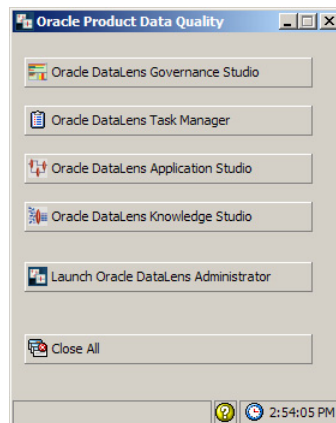 Oracle Product Data Quality
Oracle DataLens Governance Studio
Oracle DataLens Task Manager
Oracle DataLens Application Studio
Oracle DataLens Knowledge Studio
Launch Oracle DataLens Administrator
Close All
2:54:05 PM